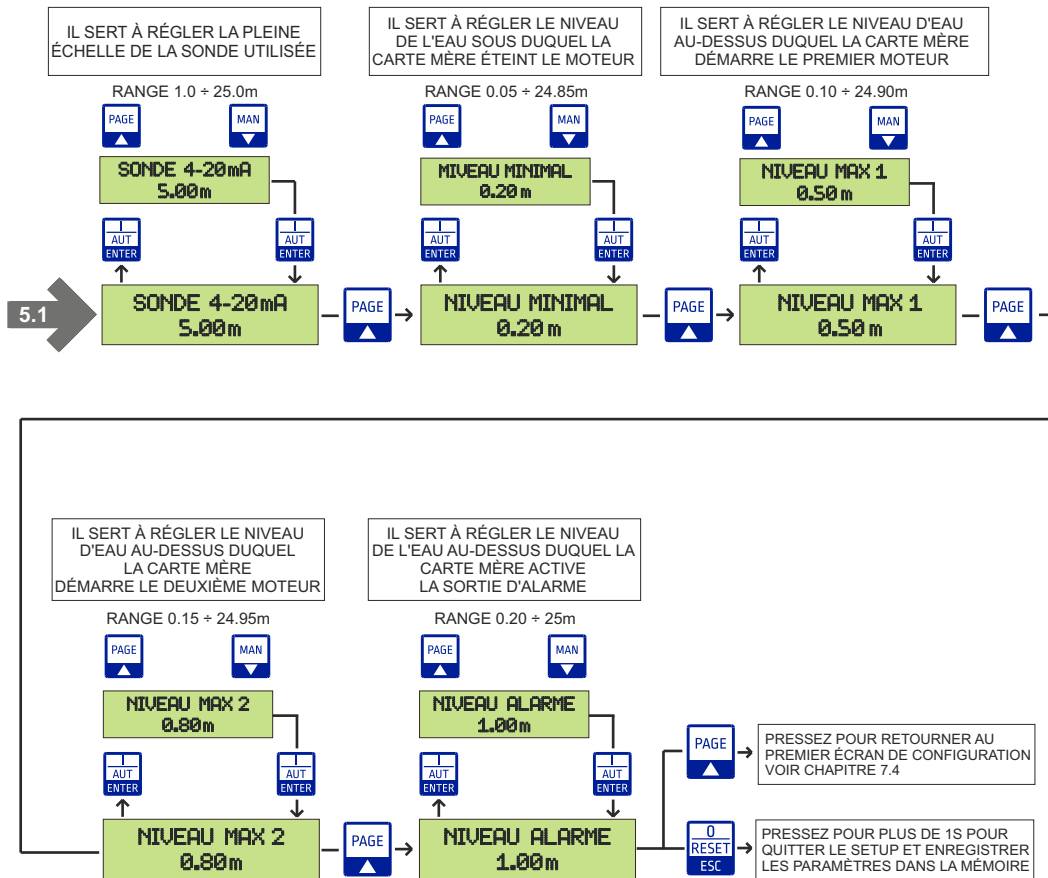 IL SERT À RÉGLER LA PLEINE
ÉCHELLE DE LA SONDE UTILISÉE
RANGE 1.0 ÷ 25.0m
PAGE
MAN
SONDE 4-20mA
5.00m
I
AUT
ENTER
I
AUT
ENTER
5.1
SONDE 4-20mA
5.00m
PAGE
IL SERT À RÉGLER LE NIVEAU
DE L'EAU SOUS DUQUEL LA
CARTE MÈRE ÉTEINT LE MOTEUR
RANGE 0.05 ÷ 24.85m
PAGE
MAN
MIVEAU MINIMAL
0.20 m
I
AUT
ENTER
I
AUT
ENTER
NIVEAU MINIMAL
0.20 m
PAGE
IL SERT À RÉGLER LE NIVEAU D'EAU
AU-DESSUS DUQUEL LA CARTE MÈRE
DÉMARRE LE PREMIER MOTEUR
RANGE 0.10 ÷ 24.90m
PAGE
MAN
NIVEAU MAX 1
0.50 m
I
AUT
ENTER
I
AUT
ENTER
NIVEAU MAX 1
0.50 m
PAGE
IL SERT À RÉGLER LE NIVEAU
D'EAU AU-DESSUS DUQUEL
LA CARTE MÈRE
DÉMARRE LE DEUXIÈME MOTEUR
RANGE 0.15 ÷ 24.95m
PAGE
MAN
NIVEAU MAX 2
0.80m
I
AUT
ENTER
I
AUT
ENTER
NIVEAU MAX 2
0.80m
PAGE
IL SERT À RÉGLER LE NIVEAU
DE L'EAU AU-DESSUS DUQUEL LA
CARTE MÈRE ACTIVE
LA SORTIE D'ALARME
RANGE 0.20 ÷ 25m
PAGE
MAN
NIVEAU ALARME
1.00m
I
AUT
ENTER
I
AUT
ENTER
NIVEAU ALARME
1.00m
PAGE
PRESSEZ POUR RETOURNER AU
PREMIER ÉCRAN DE CONFIGURATION
VOIR CHAPITRE 7.4
0
RESET
ESC
PRESSEZ POUR PLUS DE 1S POUR
QUITTER LE SETUP ET ENREGISTRER
LES PARAMÈTRES DANS LA MÉMOIRE